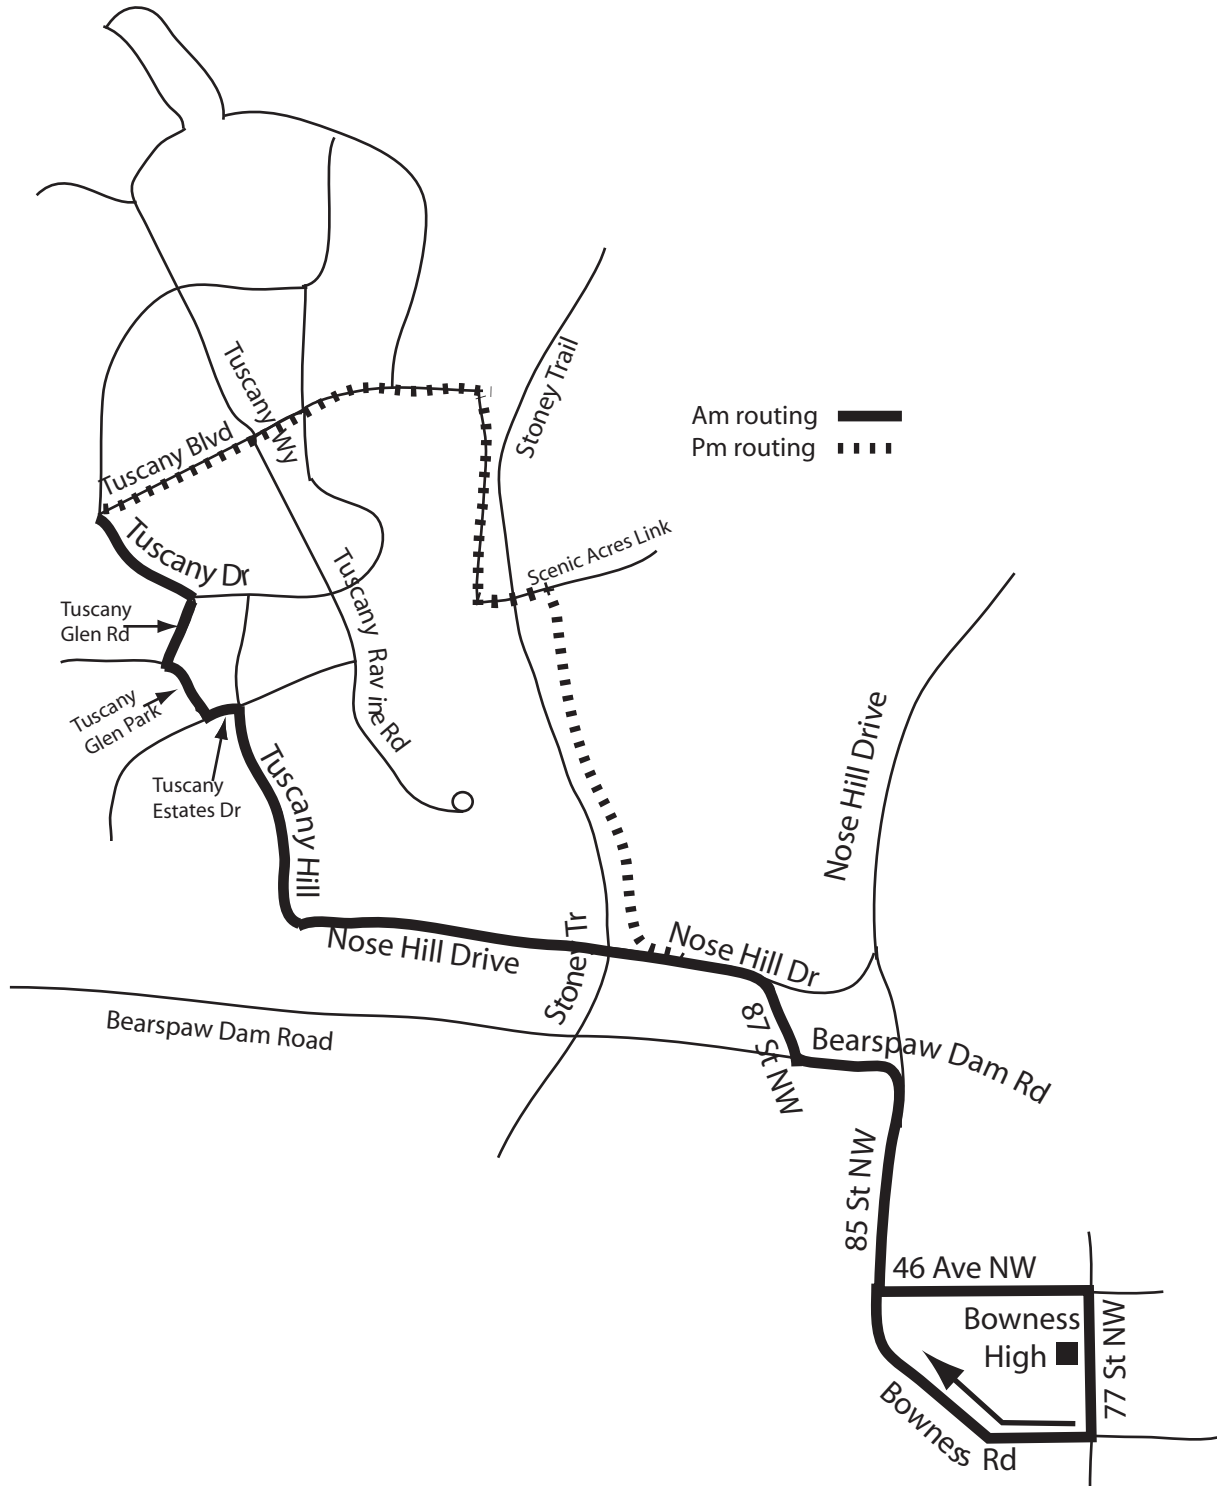 Stoney Trail
Tuscany Wy
Am routing
Pm routing
Tuscany Blvd
Tuscany Dr
Scenic Acres Link
Tuscany
Glen Rd
Tuscany Ravine Rd
Tuscany
Glen Park
Tuscany
Estates Dr
Tuscany Hill
Nose Hill Drive
Nose Hill Drive
Nose Hill Dr
Stoney Tr
87 St NW
Bearspaw Dam Road
Bearspaw Dam Rd
85 St NW
46 Ave NW
Bowness
High
77 St NW
Bowness Rd